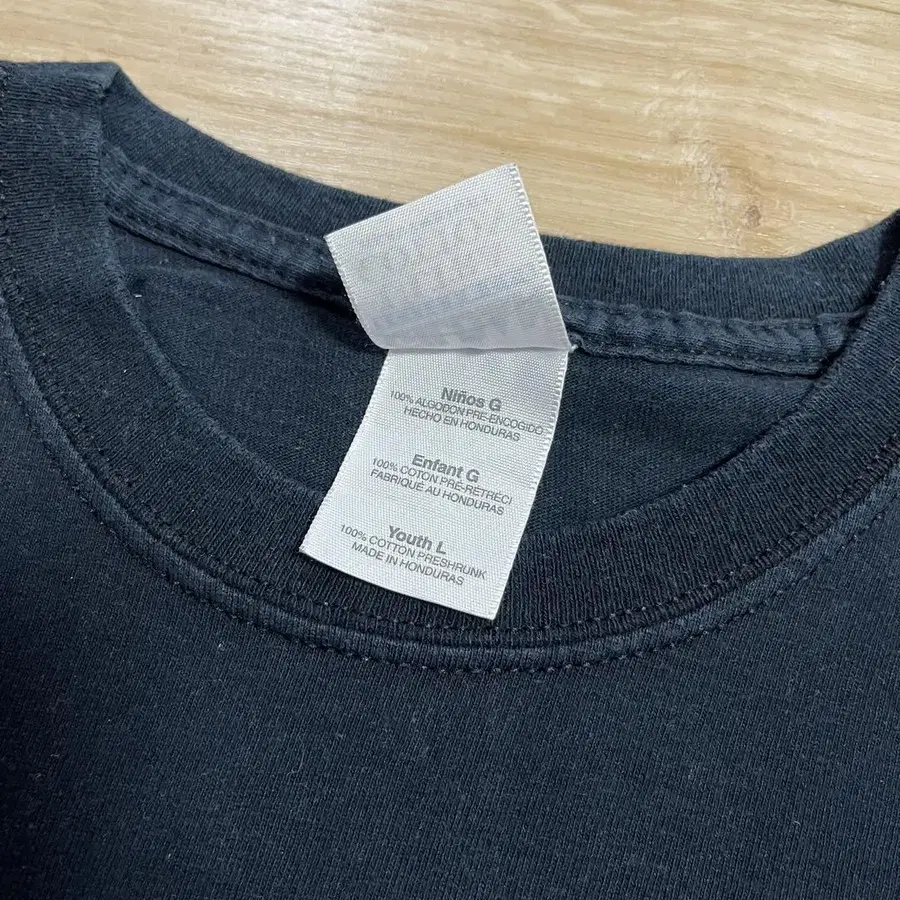 Niños G
100% ALGODON PRE-ENCOGIDO
HECHO EN HONDURAS
Enfant G
100% COTON PRÉ-RÉTRÉCI
FABRIQUÉ AU HONDURAS
Youth L
100% COTTON PRESHRUNK
MADE IN HONDURAS